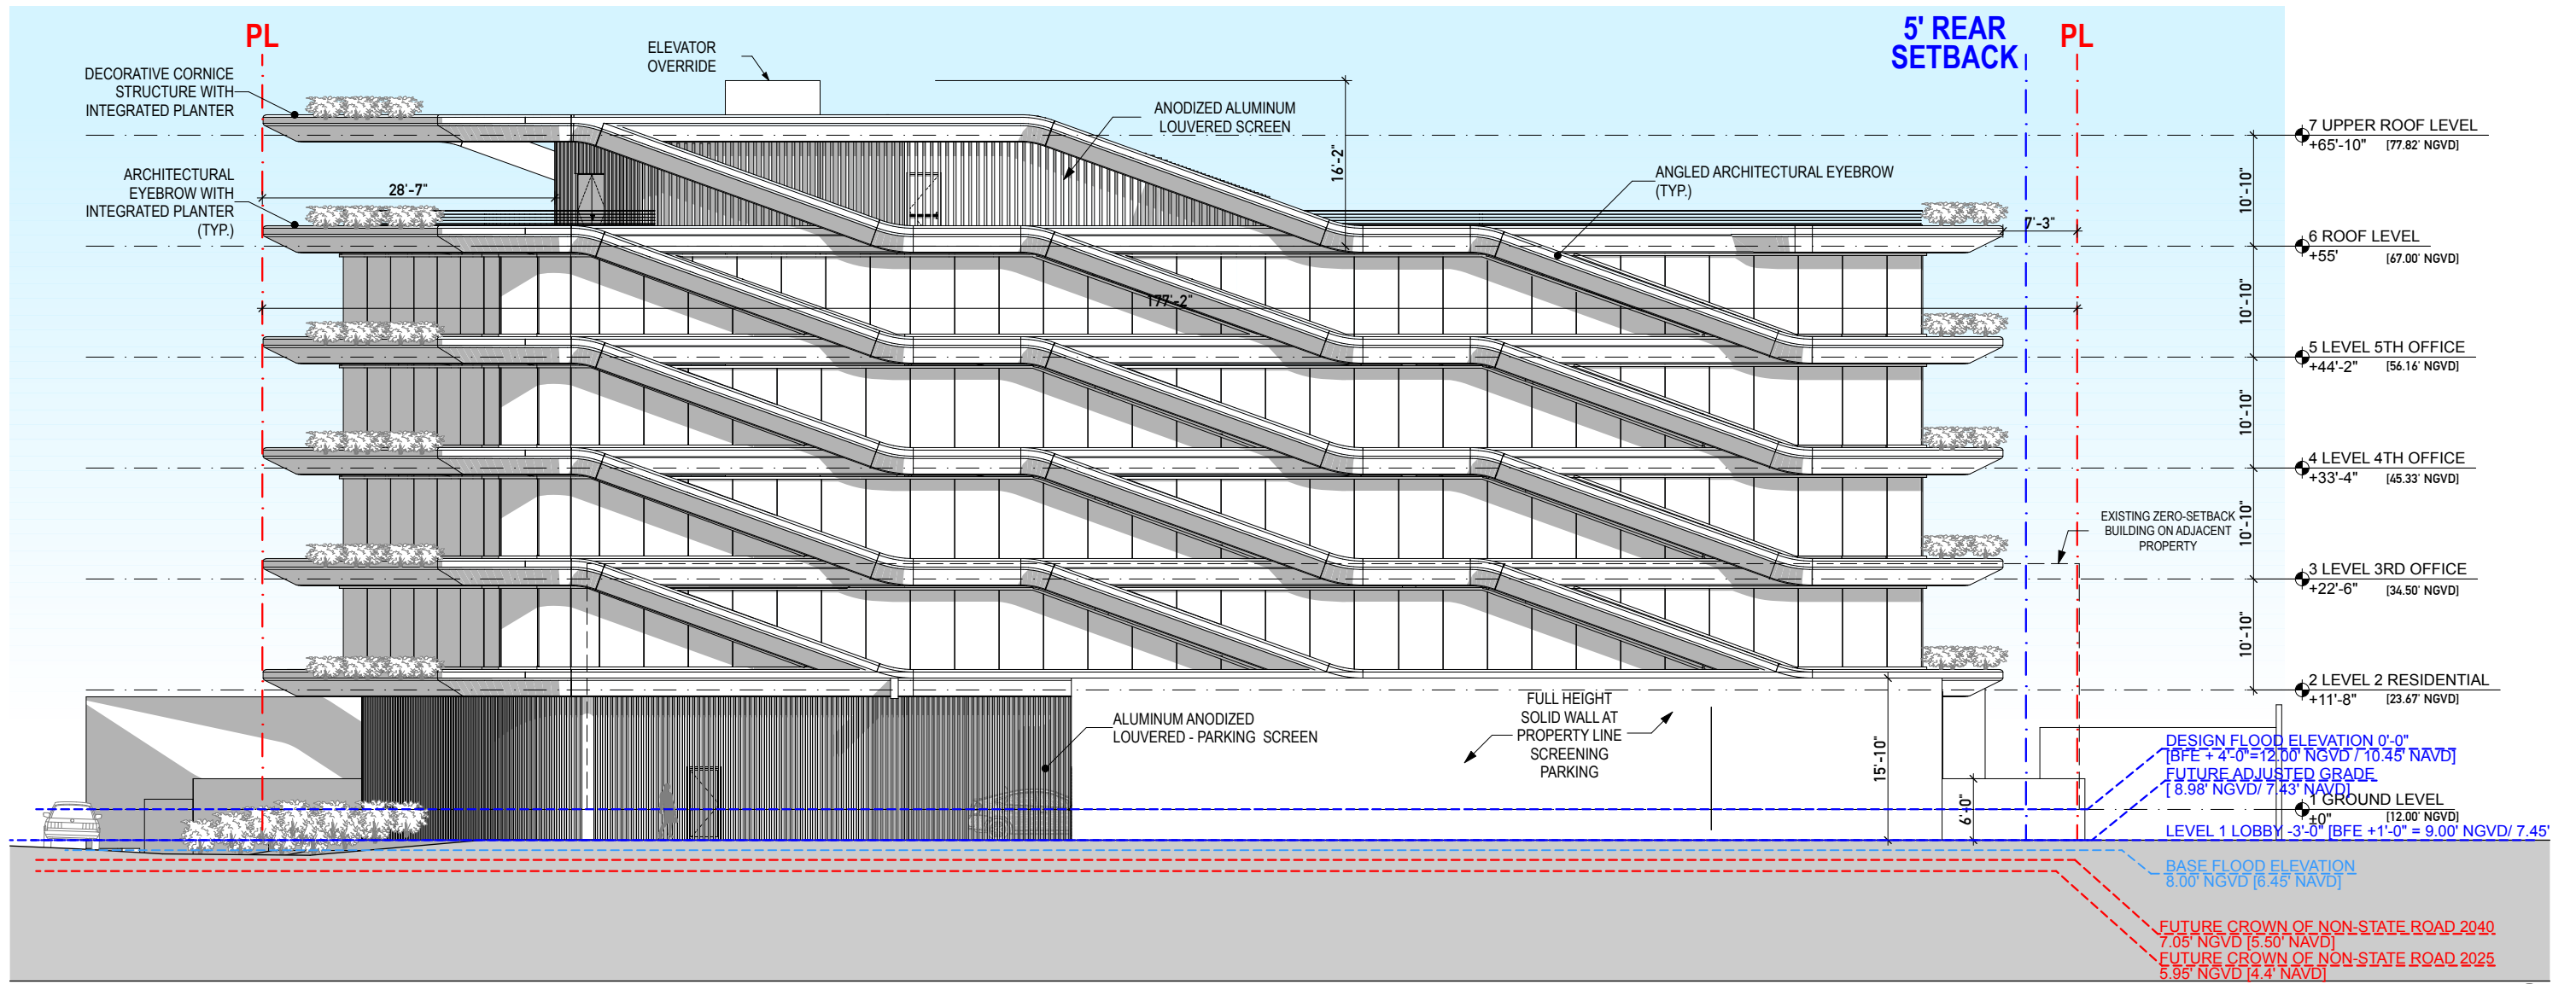 PL
5' REAR
SETBACK
PL
ELEVATOR
OVERRIDE
DECORATIVE CORNICE
STRUCTURE WITH
INTEGRATED PLANTER
ANODIZED ALUMINUM
LOUVERED SCREEN
16'-2"
7 UPPER ROOF LEVEL
+65'-10" [77.82' NGVD]
ARCHITECTURAL
EYEBROW WITH
INTEGRATED PLANTER
(TYP.)
28'-7"
ANGLED ARCHITECTURAL EYEBROW
(TYP.)
10'-10"
7'-3"
6 ROOF LEVEL
+55' [67.00' NGVD]
177'-2"
10'-10"
5 LEVEL 5TH OFFICE
+44'-2" [56.16' NGVD]
10'-10"
4 LEVEL 4TH OFFICE
+33'-4" [45.33' NGVD]
EXISTING ZERO-SETBACK
BUILDING ON ADJACENT
PROPERTY
10'-10"
3 LEVEL 3RD OFFICE
+22'-6" [34.50' NGVD]
10'-10"
2 LEVEL 2 RESIDENTIAL
+11'-8" [23.67' NGVD]
ALUMINUM ANODIZED
LOUVERED - PARKING SCREEN
FULL HEIGHT
SOLID WALL AT
PROPERTY LINE
SCREENING
PARKING
15'-10"
6'-0"
DESIGN FLOOD ELEVATION 0'-0"
[BFE + 4'-0"=12.00' NGVD / 10.45' NAVD]
FUTURE ADJUSTED GRADE
[ 8.98' NGVD/ 7.43' NAVD]
1 GROUND LEVEL
±0" [12.00' NGVD]
LEVEL 1 LOBBY -3'-0" [BFE +1'-0" = 9.00' NGVD/ 7.45'
BASE FLOOD ELEVATION
8.00' NGVD [6.45' NAVD]
FUTURE CROWN OF NON-STATE ROAD 2040
7.05' NGVD [5.50' NAVD]
FUTURE CROWN OF NON-STATE ROAD 2025
5.95' NGVD [4.4' NAVD]